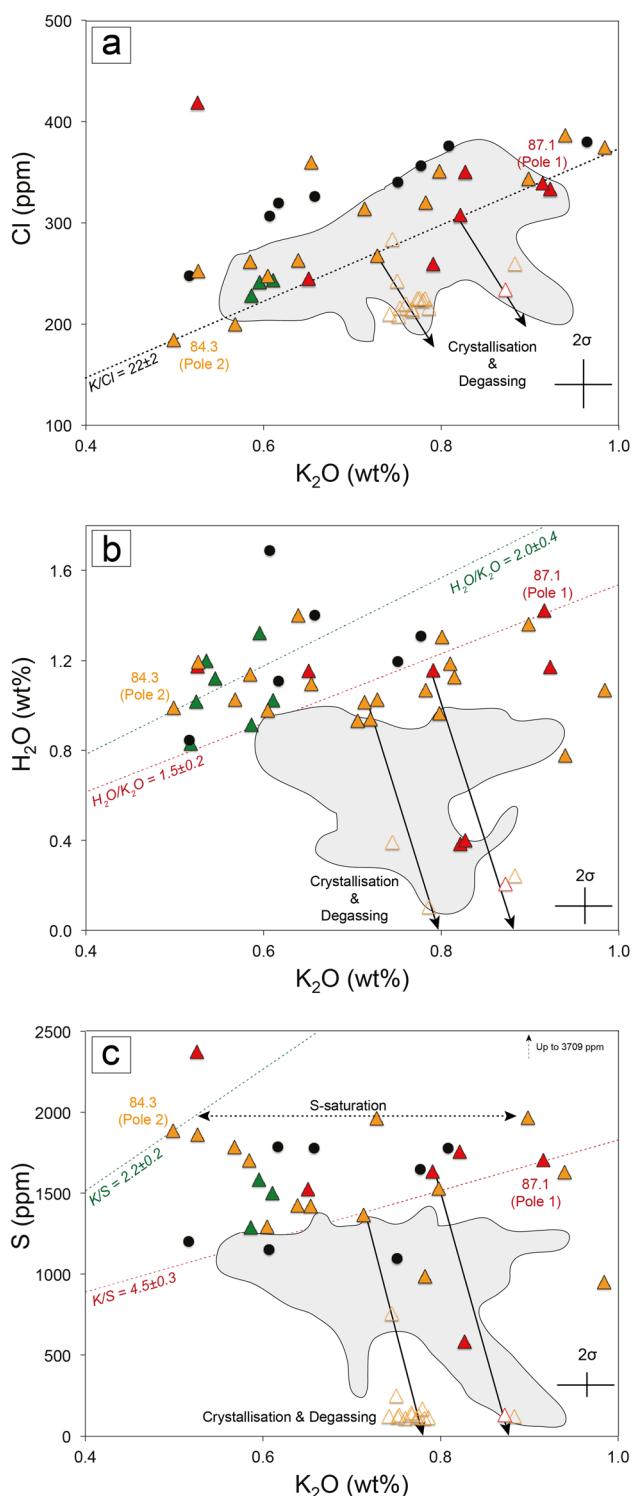 a
500
400
300
200
100
Cl (ppm)
87.1
(Pole 1)
84.3
(Pole 2)
K/Cl = 22±2
Crystallisation
&
Degassing
2σ
0.4 0.6 0.8 1.0
K₂O (wt%)
b
1.6
1.2
0.8
0.4
0.0
H₂O (wt%)
H₂O/K₂O = 2.0±0.4
87.1
(Pole 1)
84.3
(Pole 2)
H₂O/K₂O = 1.5±0.2
Crystallisation
&
Degassing
2σ
0.4 0.6 0.8 1.0
K₂O (wt%)
c
2500
2000
1500
1000
500
0
S (ppm)
Up to 3709 ppm
84.3
(Pole 2)
S-saturation
K/S = 2.2±0.2
87.1
(Pole 1)
K/S = 4.5±0.3
2σ
Crystallisation & Degassing
0.4 0.6 0.8 1.0
K₂O (wt%)